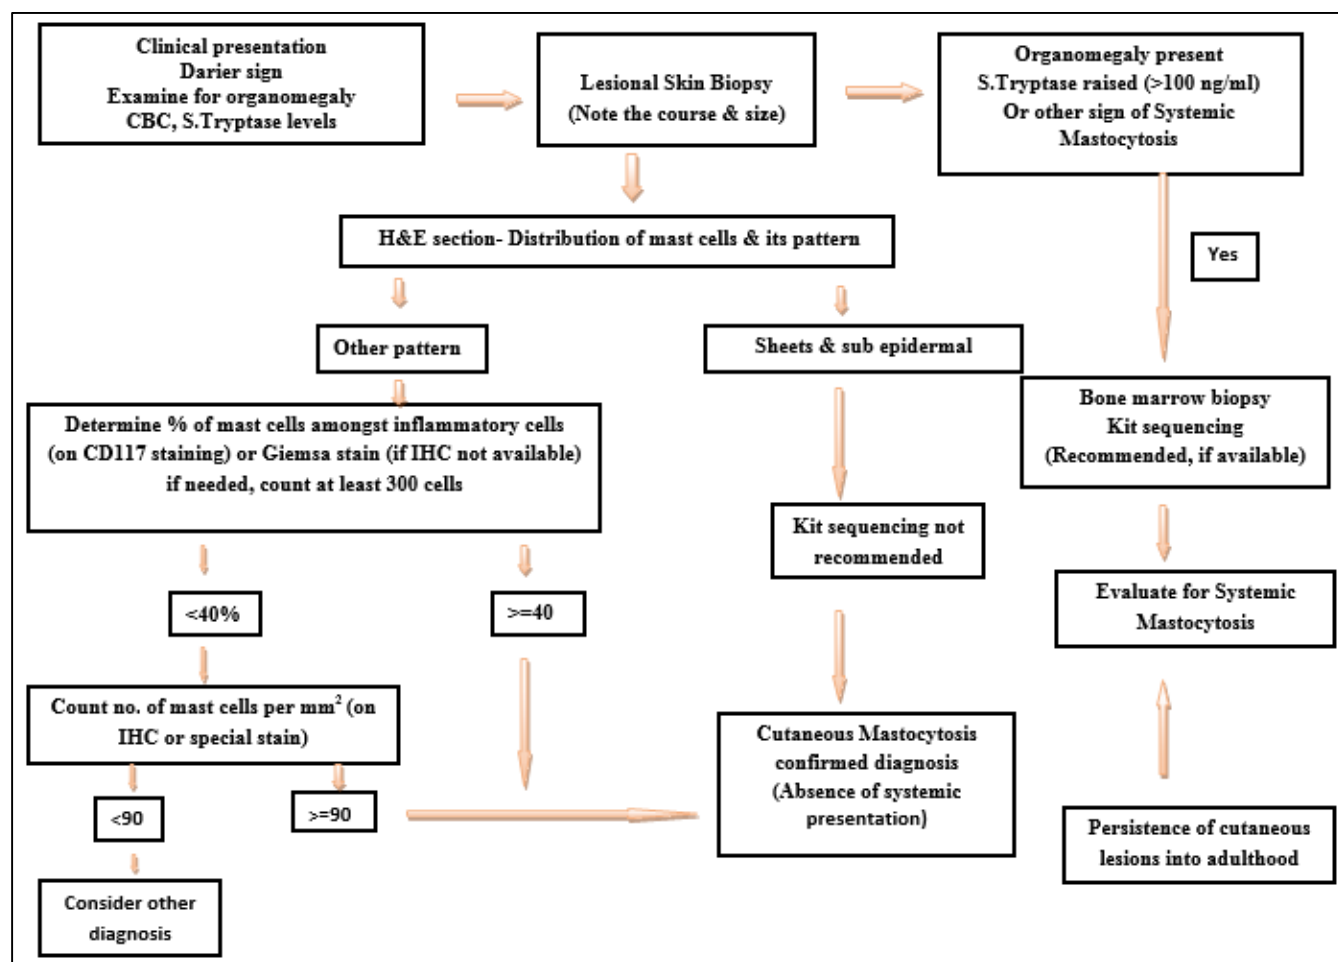 Clinical presentation
Darier sign
Examine for organomegaly
CBC, S.Tryptase levels
Lesional Skin Biopsy
(Note the course & size)
Organomegaly present
S.Tryptase raised (>100 ng/ml)
Or other sign of Systemic
Mastocytosis
H&E section- Distribution of mast cells & its pattern
Yes
Other pattern
Sheets & sub epidermal
Determine % of mast cells amongst inflammatory cells
(on CD117 staining) or Giemsa stain (if IHC not available)
if needed, count at least 300 cells
Bone marrow biopsy
Kit sequencing
(Recommended, if available)
Kit sequencing not
recommended
<40%
>=40
Evaluate for Systemic
Mastocytosis
Count no. of mast cells per mm² (on
IHC or special stain)
Cutaneous Mastocytosis
confirmed diagnosis
(Absence of systemic
presentation)
<90
>=90
Persistence of cutaneous
lesions into adulthood
Consider other
diagnosis